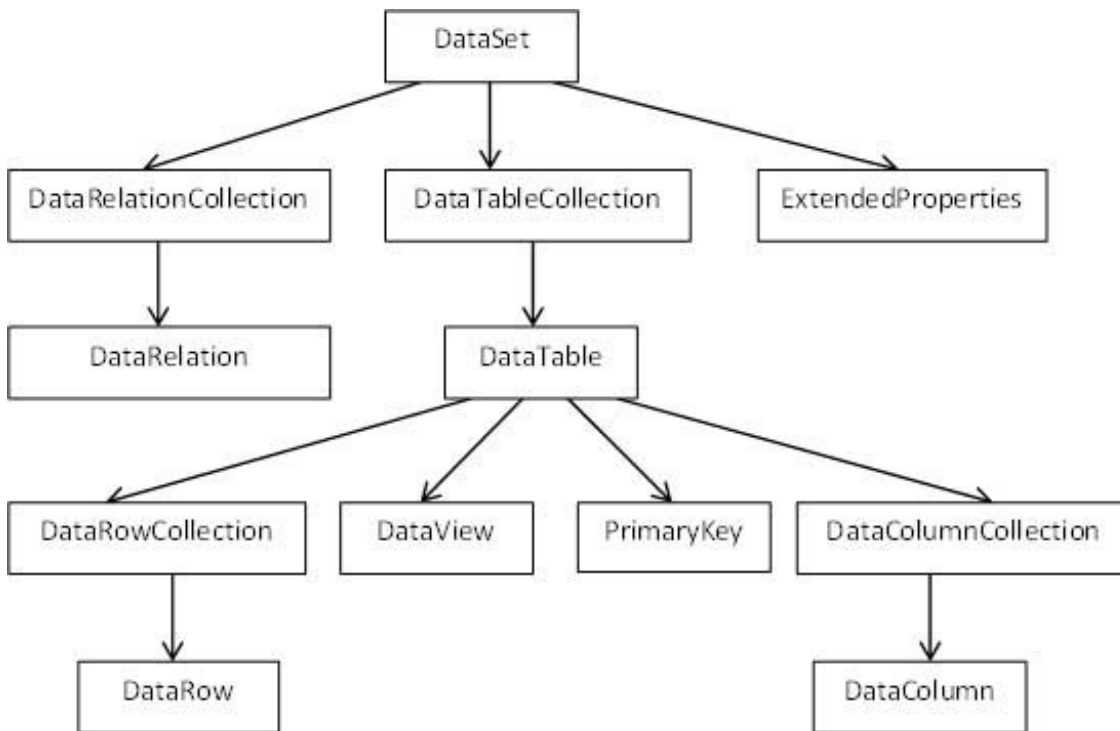 DataSet
DataRelationCollection
DataTableCollection
ExtendedProperties
DataRelation
DataTable
DataRowCollection
DataView
PrimaryKey
DataColumnCollection
DataRow
DataColumn